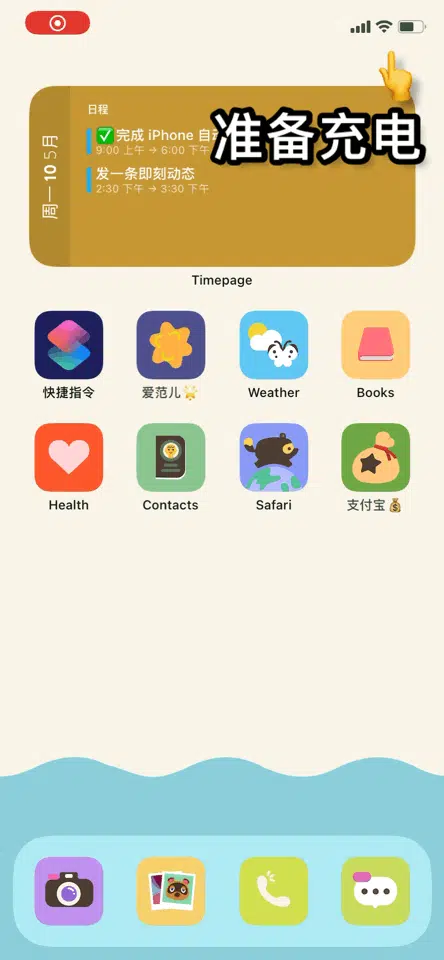 准备充电
周一 10 5月
日程
✅ 完成 iPhone 自动
9:00 上午 → 6:00 下午
发一条即刻动态
2:30 下午 → 3:30 下午
Timepage
快捷指令
爱范儿🌟
Weather
Books
Health
Contacts
Safari
支付宝💰